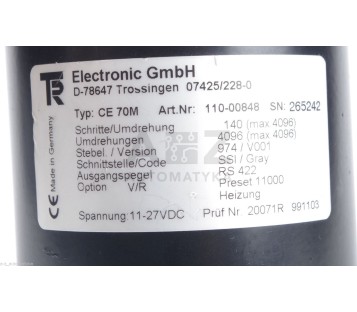 TR Electronic GmbH
D-78647 Trossingen 07425/228-0
Typ: CE 70M Art.Nr: 110-00848 SN: 265242
Schritte/Umdrehung 140 (max 4096)
Umdrehungen 4096 (max 4096)
Stebel. / Version 974 / V001
Schnittstelle/Code SSI / Gray
Ausgangspegel RS 422
Option V/R Preset 11000
Heizung
Spannung: 11-27VDC Prüf Nr. 20071R 991103
CE Made in Germany